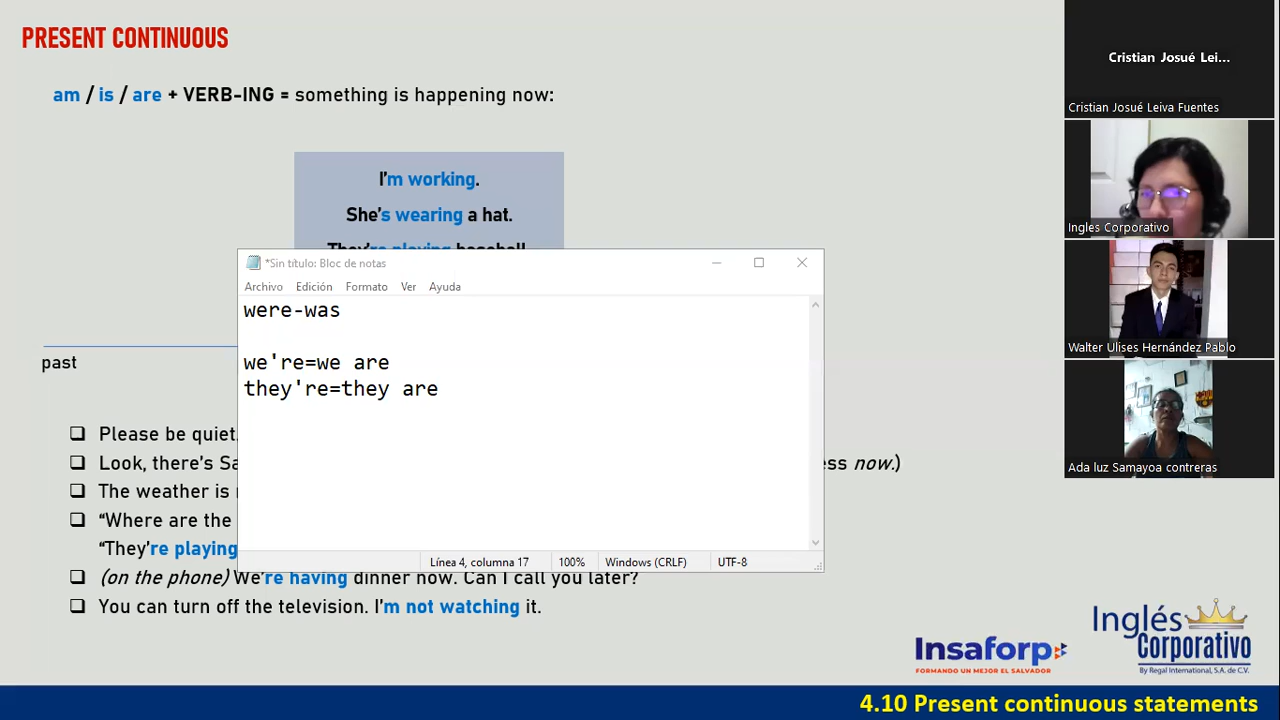 PRESENT CONTINUOUS
am / is / are + VERB-ING = something is happening now:
I'm working.
She's wearing a hat.
They're playing baseball.
*Sin título: Bloc de notas
Archivo Edición Formato Ver Ayuda
were-was
we're=we are
they're=they are
Línea 4, columna 17 100% Windows (CRLF) UTF-8
past
Please be quiet.
Look, there's now.)
The weather is
“Where are the
“They're playing
(on the phone) We're having dinner now. Can I call you later?
You can turn off the television. I'm not watching it.
Insaforp
FORMANDO UN MEJOR EL SALVADOR
Inglés
Corporativo
By Regal International, S.A. de C.V.
4.10 Present continuous statements
Cristian Josué Lei...
Cristian Josué Leiva Fuentes
Ingles Corporativo
Walter Ulises Hernández Pablo
Ada luz Samayoa contreras